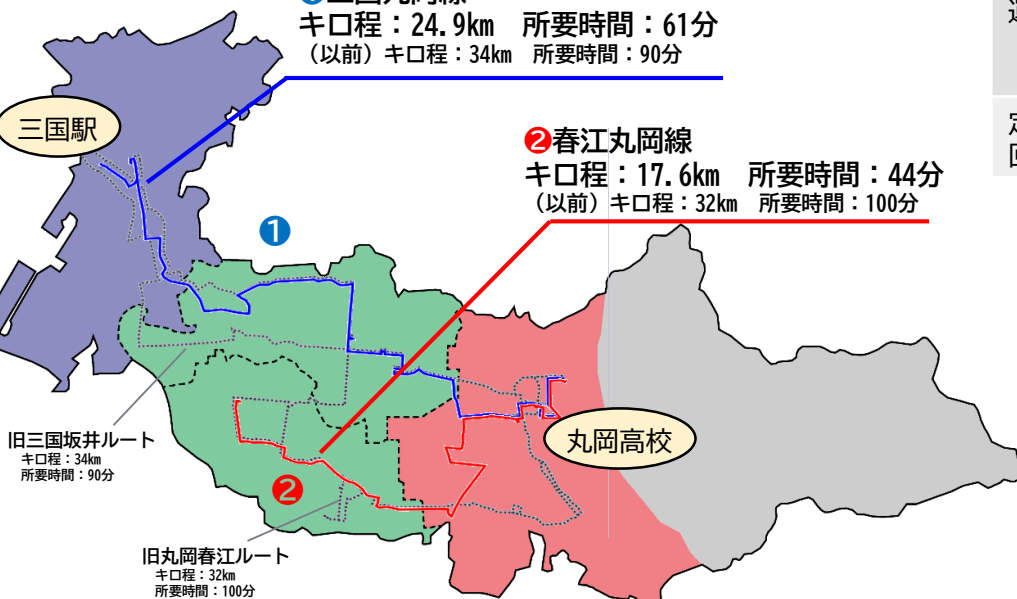 キロ程：24.9km 所要時間：61分
（以前）キロ程：34km 所要時間：90分
三国駅
❷春江丸岡線
キロ程：17.6km 所要時間：44分
（以前）キロ程：32km 所要時間：100分
❶
丸岡高校
旧三国坂井ルート
キロ程：34km
所要時間：90分
❷
旧丸岡春江ルート
キロ程：32km
所要時間：100分